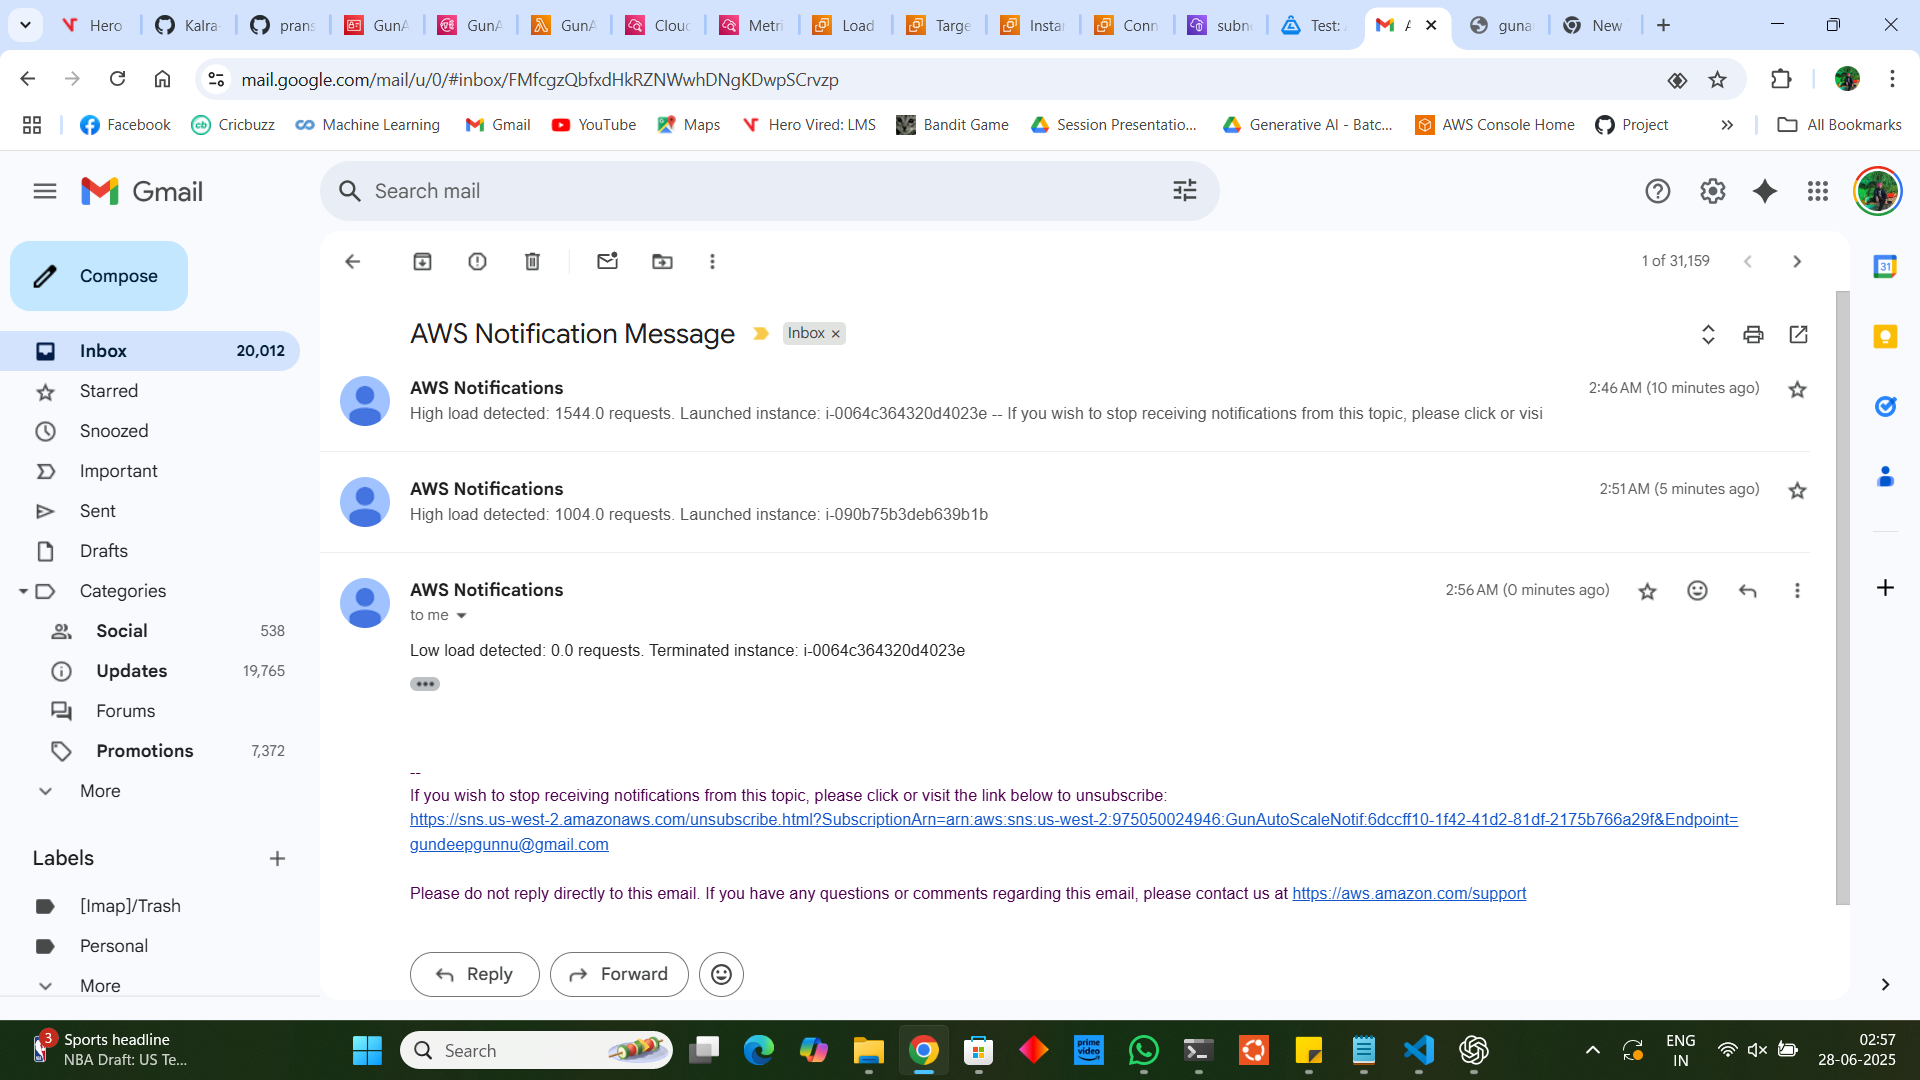 Hero
Kalra-
prans
GunA
GunA
GunA
Cloud
Metri
Load
Targe
Instan
Conn
subne
Test:
gunau
New
mail.google.com/mail/u/0/#inbox/FMfcgzQbfxdHkRZNWwhDNgKDwpSCrvzp
Facebook
Cricbuzz
Machine Learning
Gmail
YouTube
Maps
Hero Vired: LMS
Bandit Game
Session Presentatio...
Generative AI - Batc...
AWS Console Home
Project
All Bookmarks
Gmail
Search mail
Compose
1 of 31,159
AWS Notification Message
Inbox ×
Inbox 20,012
Starred
Snoozed
Important
Sent
Drafts
Categories
Social 538
Updates 19,765
Forums
Promotions 7,372
More
Labels
[Imap]/Trash
Personal
More
AWS Notifications
2:46 AM (10 minutes ago)
High load detected: 1544.0 requests. Launched instance: i-0064c364320d4023e -- If you wish to stop receiving notifications from this topic, please click or visi
AWS Notifications
2:51 AM (5 minutes ago)
High load detected: 1004.0 requests. Launched instance: i-090b75b3deb639b1b
AWS Notifications
2:56 AM (0 minutes ago)
to me
Low load detected: 0.0 requests. Terminated instance: i-0064c364320d4023e
--
If you wish to stop receiving notifications from this topic, please click or visit the link below to unsubscribe:
https://sns.us-west-2.amazonaws.com/unsubscribe.html?SubscriptionArn=arn:aws:sns:us-west-2:975050024946:GunAutoScaleNotif:6dccff10-1f42-41d2-81df-2175b766a29f&Endpoint=
gundeepgunnu@gmail.com
Please do not reply directly to this email. If you have any questions or comments regarding this email, please contact us at https://aws.amazon.com/support
Reply
Forward
3
Sports headline
NBA Draft: US Te...
Search
prime video
ENG
IN
02:57
28-06-2025